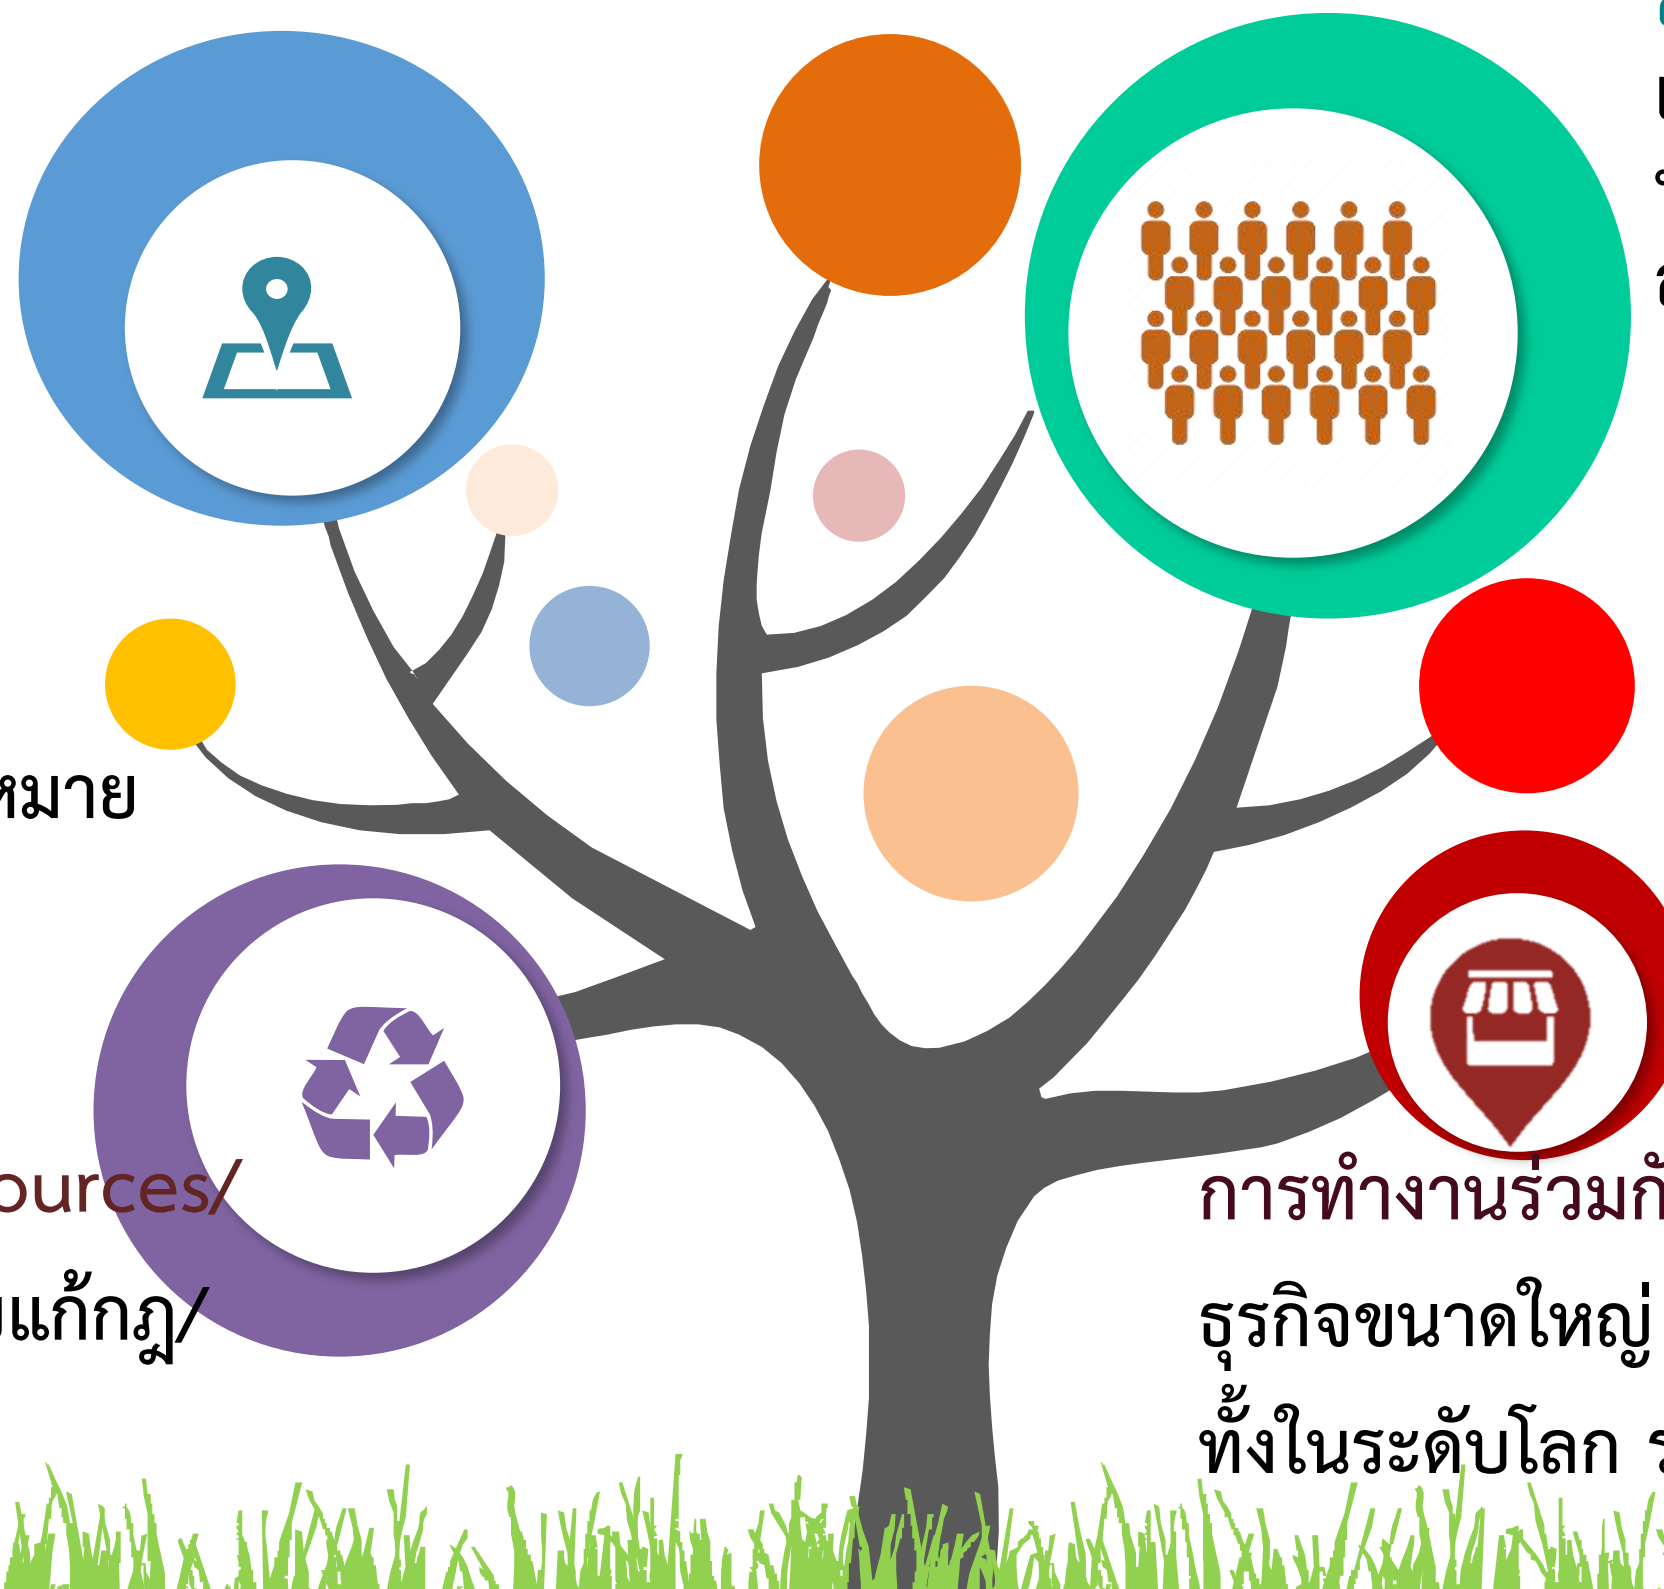 หมาย
ources/
แก้กฎ/
การทำงานร่วมกั
ธุรกิจขนาดใหญ่
ทั้งในระดับโลก